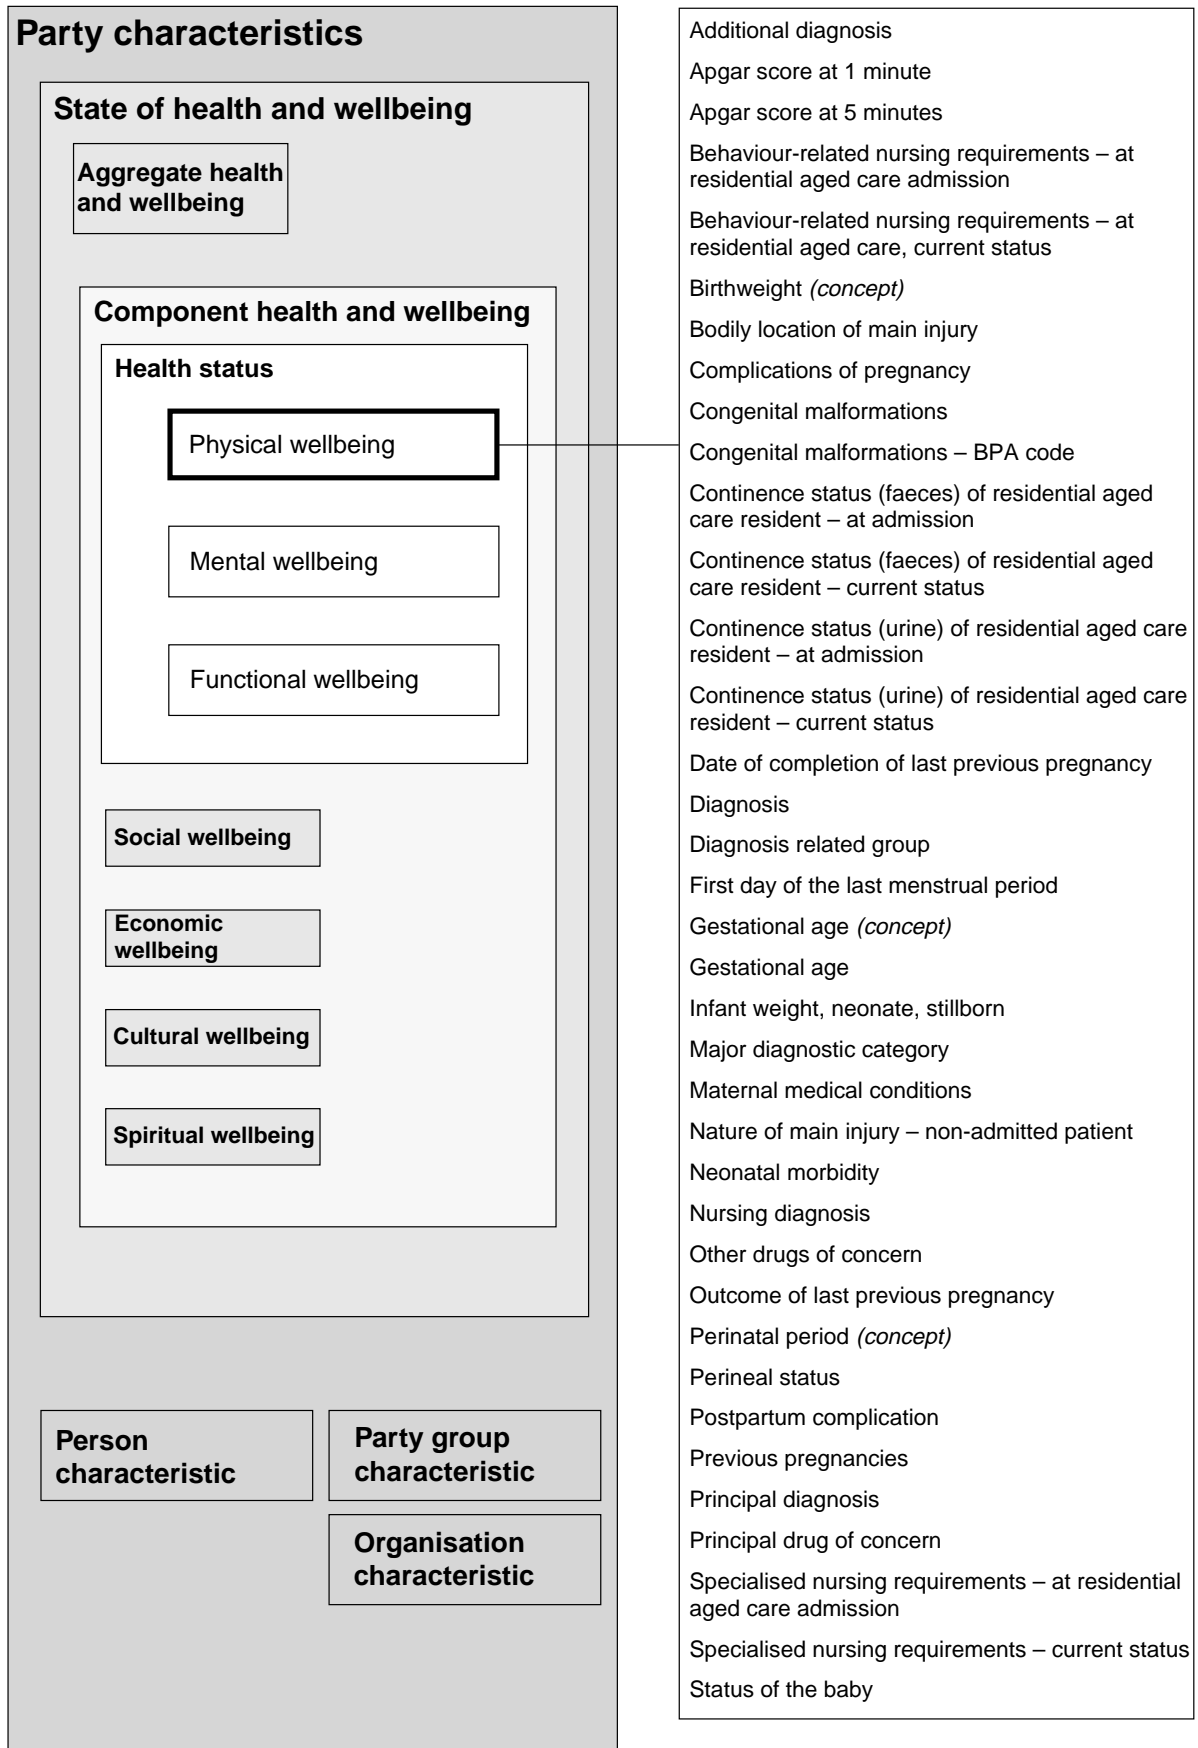 Party characteristics
State of health and wellbeing
Aggregate health
and wellbeing
Component health and wellbeing
Health status
Physical wellbeing
Mental wellbeing
Functional wellbeing
Social wellbeing
Economic
wellbeing
Cultural wellbeing
Spiritual wellbeing
Person
characteristic
Party group
characteristic
Organisation
characteristic
Additional diagnosis
Apgar score at 1 minute
Apgar score at 5 minutes
Behaviour-related nursing requirements – at
residential aged care admission
Behaviour-related nursing requirements – at
residential aged care, current status
Birthweight (concept)
Bodily location of main injury
Complications of pregnancy
Congenital malformations
Congenital malformations – BPA code
Continence status (faeces) of residential aged
care resident – at admission
Continence status (faeces) of residential aged
care resident – current status
Continence status (urine) of residential aged care
resident – at admission
Continence status (urine) of residential aged care
resident – current status
Date of completion of last previous pregnancy
Diagnosis
Diagnosis related group
First day of the last menstrual period
Gestational age (concept)
Gestational age
Infant weight, neonate, stillborn
Major diagnostic category
Maternal medical conditions
Nature of main injury – non-admitted patient
Neonatal morbidity
Nursing diagnosis
Other drugs of concern
Outcome of last previous pregnancy
Perinatal period (concept)
Perineal status
Postpartum complication
Previous pregnancies
Principal diagnosis
Principal drug of concern
Specialised nursing requirements – at residential
aged care admission
Specialised nursing requirements – current status
Status of the baby